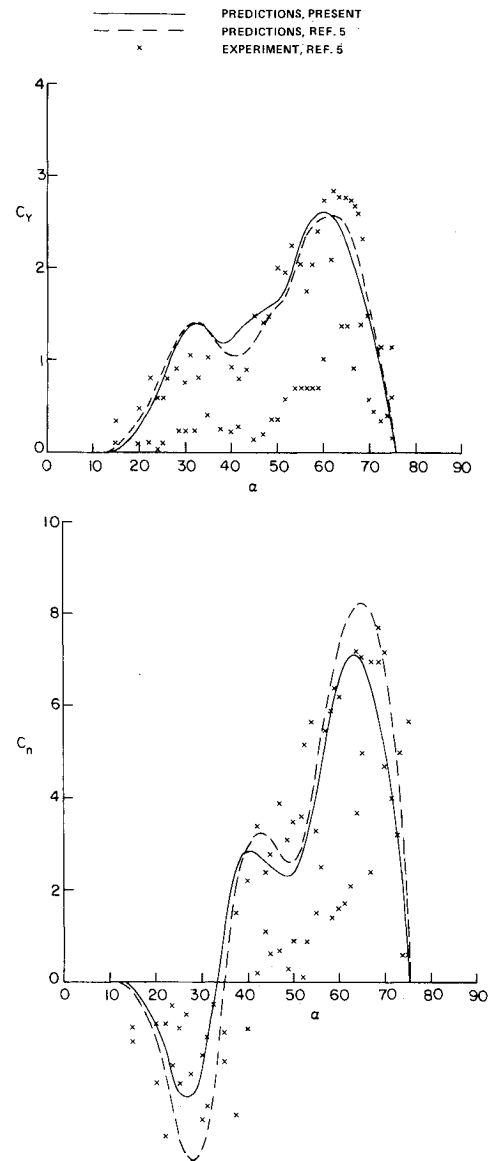 PREDICTIONS, PRESENT
PREDICTIONS, REF. 5
× EXPERIMENT, REF. 5
4
3
C_Y
2
1
0
0 10 20 30 40 50 60 70 80 90
α
10
8
6
C_n
4
2
0
0 10 20 30 40 50 60 70 80 90
α